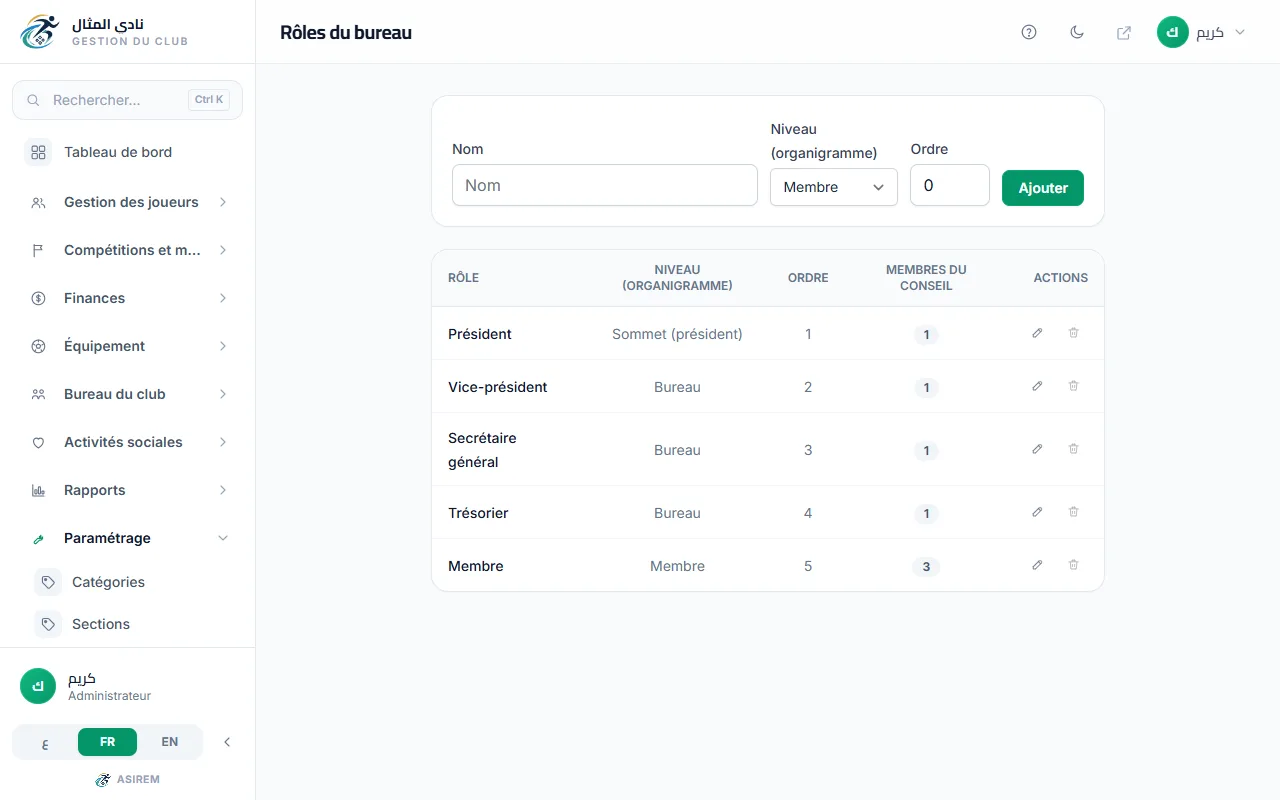 نادي المثال
GESTION DU CLUB
Rechercher...
Ctrl K
Tableau de bord
Gestion des joueurs
Compétitions et m...
Finances
Équipement
Bureau du club
Activités sociales
Rapports
Paramétrage
Catégories
Sections
ك
كريم
Administrateur
ع
FR
EN
ASIREM
Rôles du bureau
ك
كريم
Nom
Nom
Niveau
(organigramme)
Membre
Ordre
0
Ajouter
RÔLE
NIVEAU
(ORGANIGRAMME)
ORDRE
MEMBRES DU
CONSEIL
ACTIONS
Président
Sommet (président)
1
1
Vice-président
Bureau
2
1
Secrétaire
général
Bureau
3
1
Trésorier
Bureau
4
1
Membre
Membre
5
3